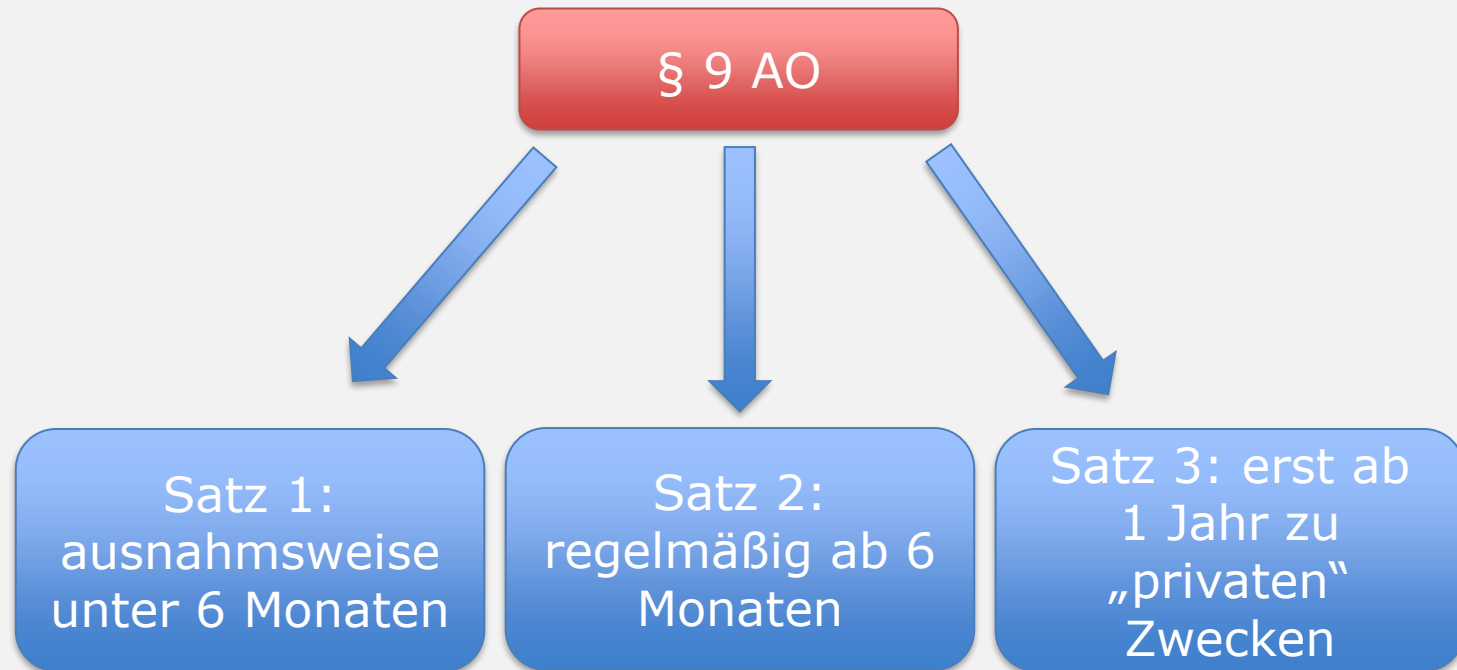 § 9 AO
Satz 1:
ausnahmsweise
unter 6 Monaten
Satz 2:
regelmäßig ab 6
Monaten
Satz 3: erst ab
1 Jahr zu
„privaten“
Zwecken